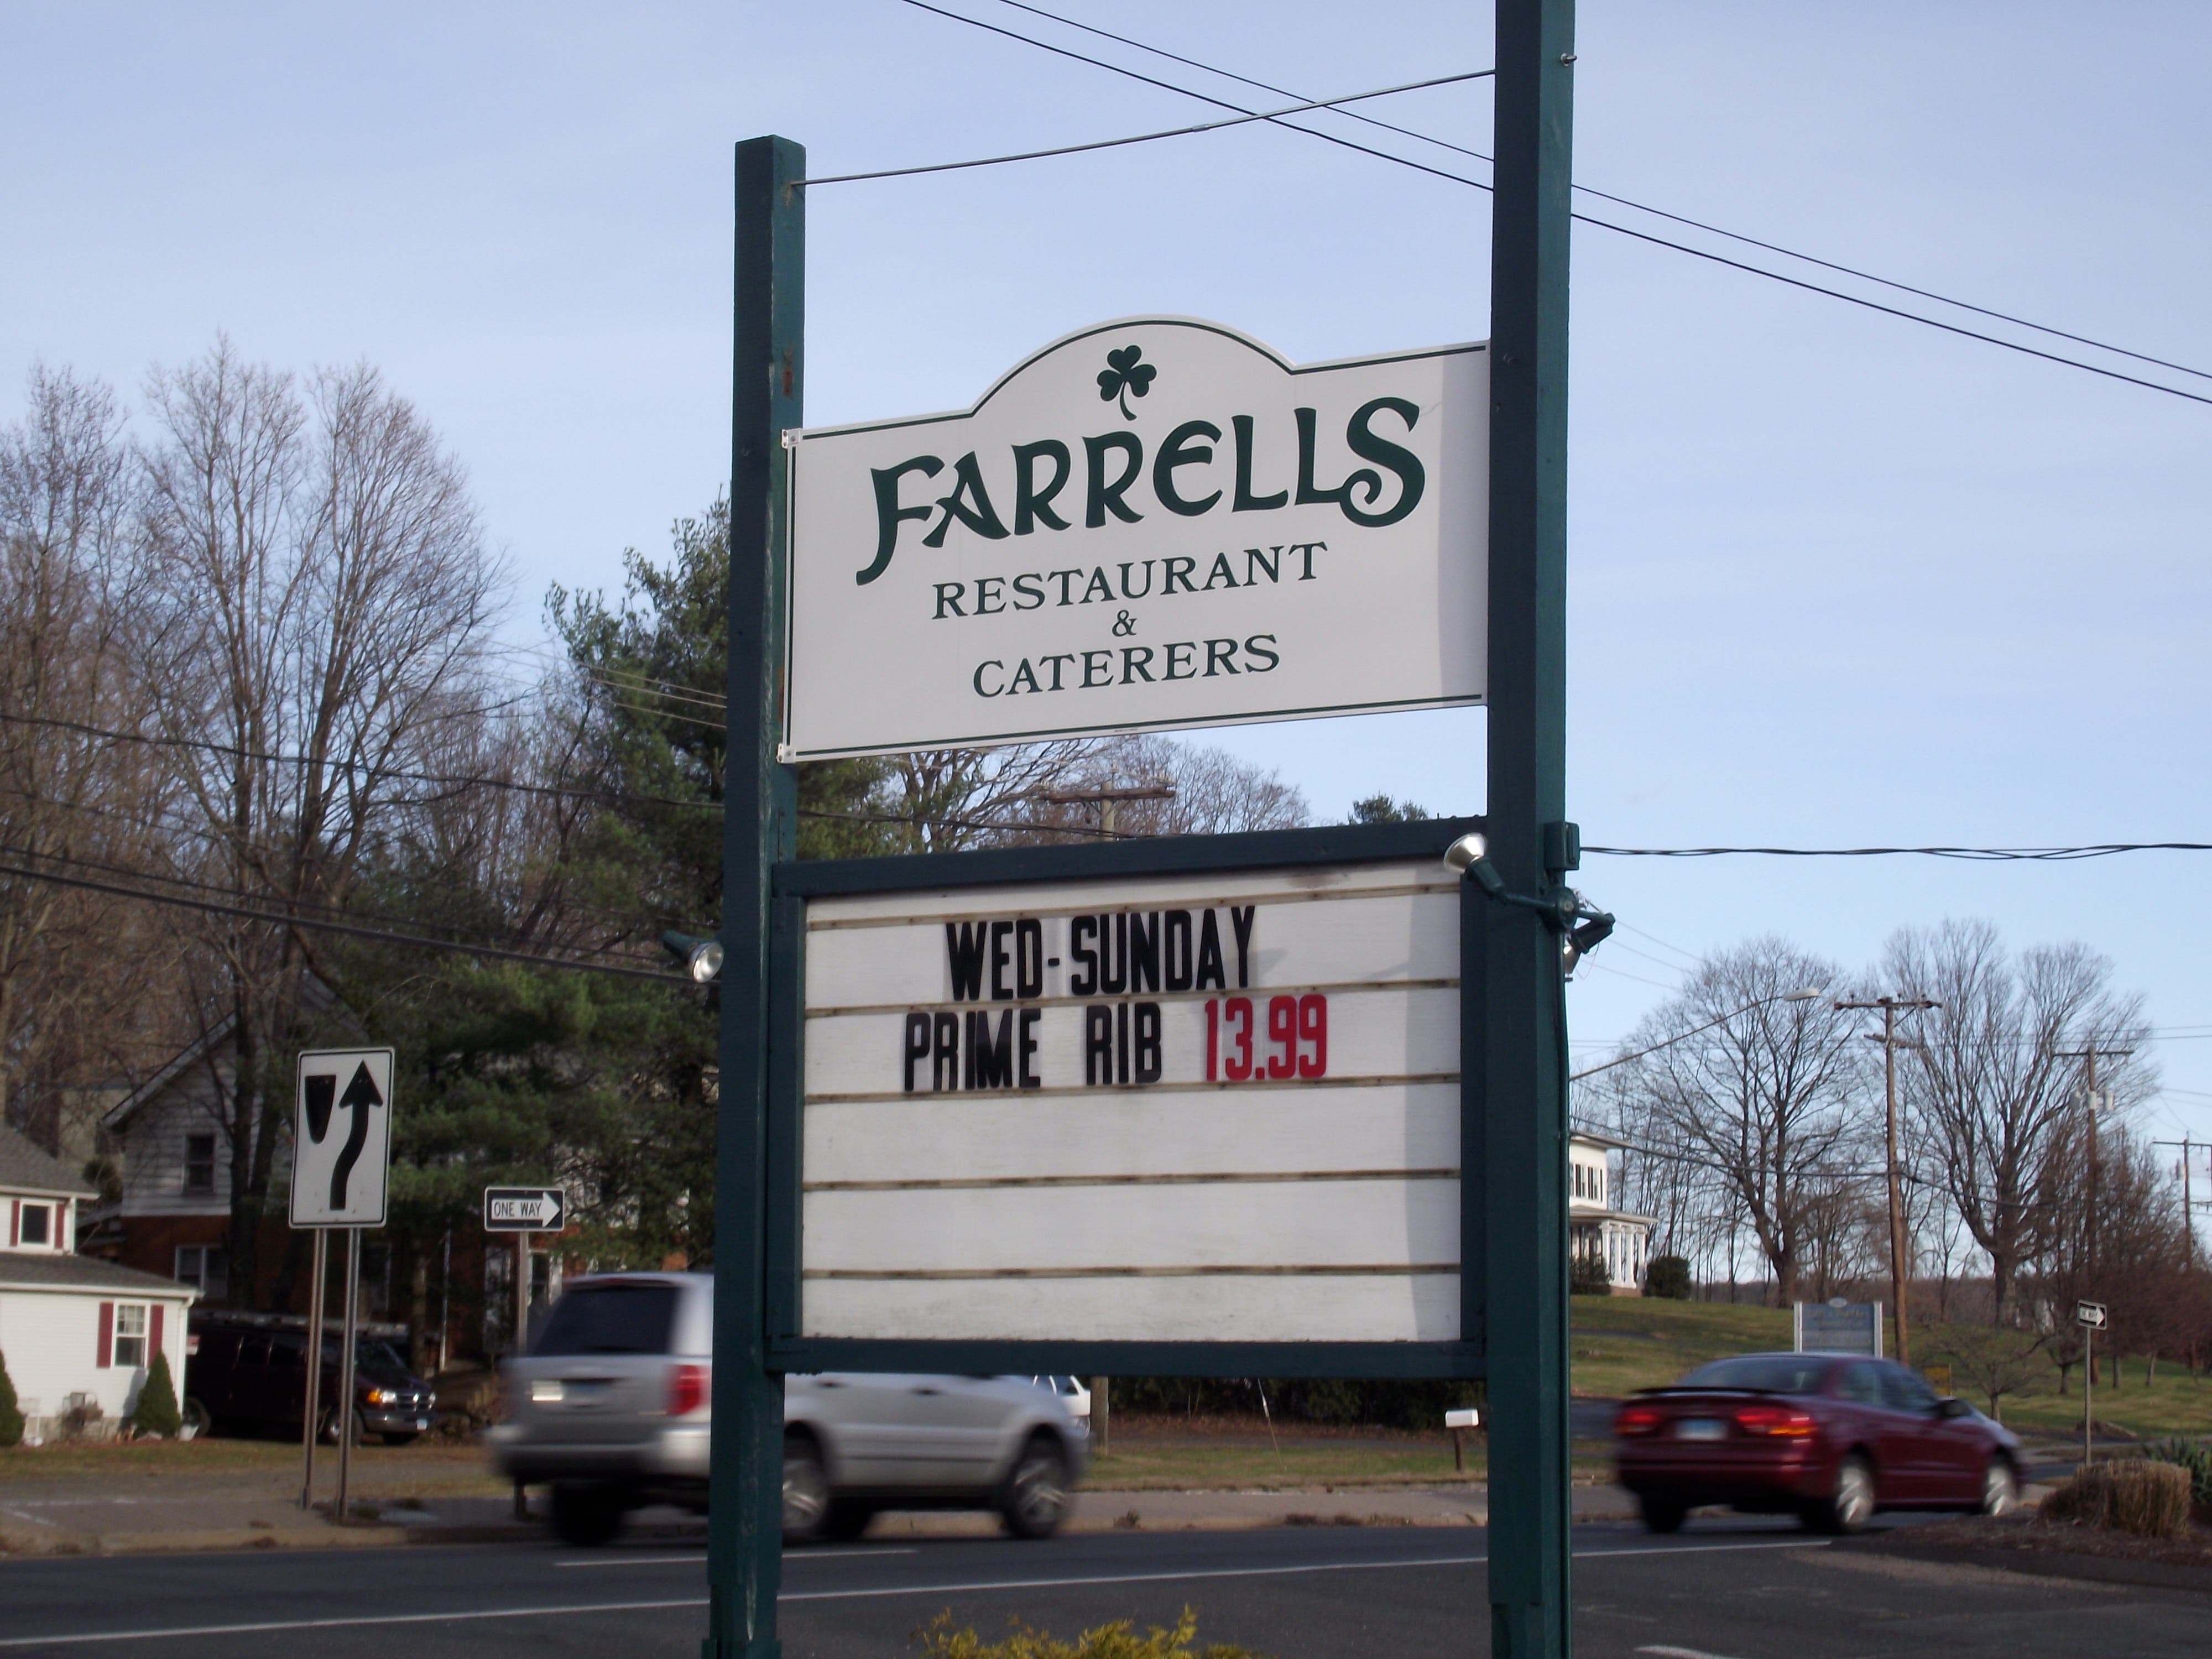 FARRELLS
RESTAURANT
&
CATERERS
WED-SUNDAY
PRIME RIB 13.99
ONE WAY